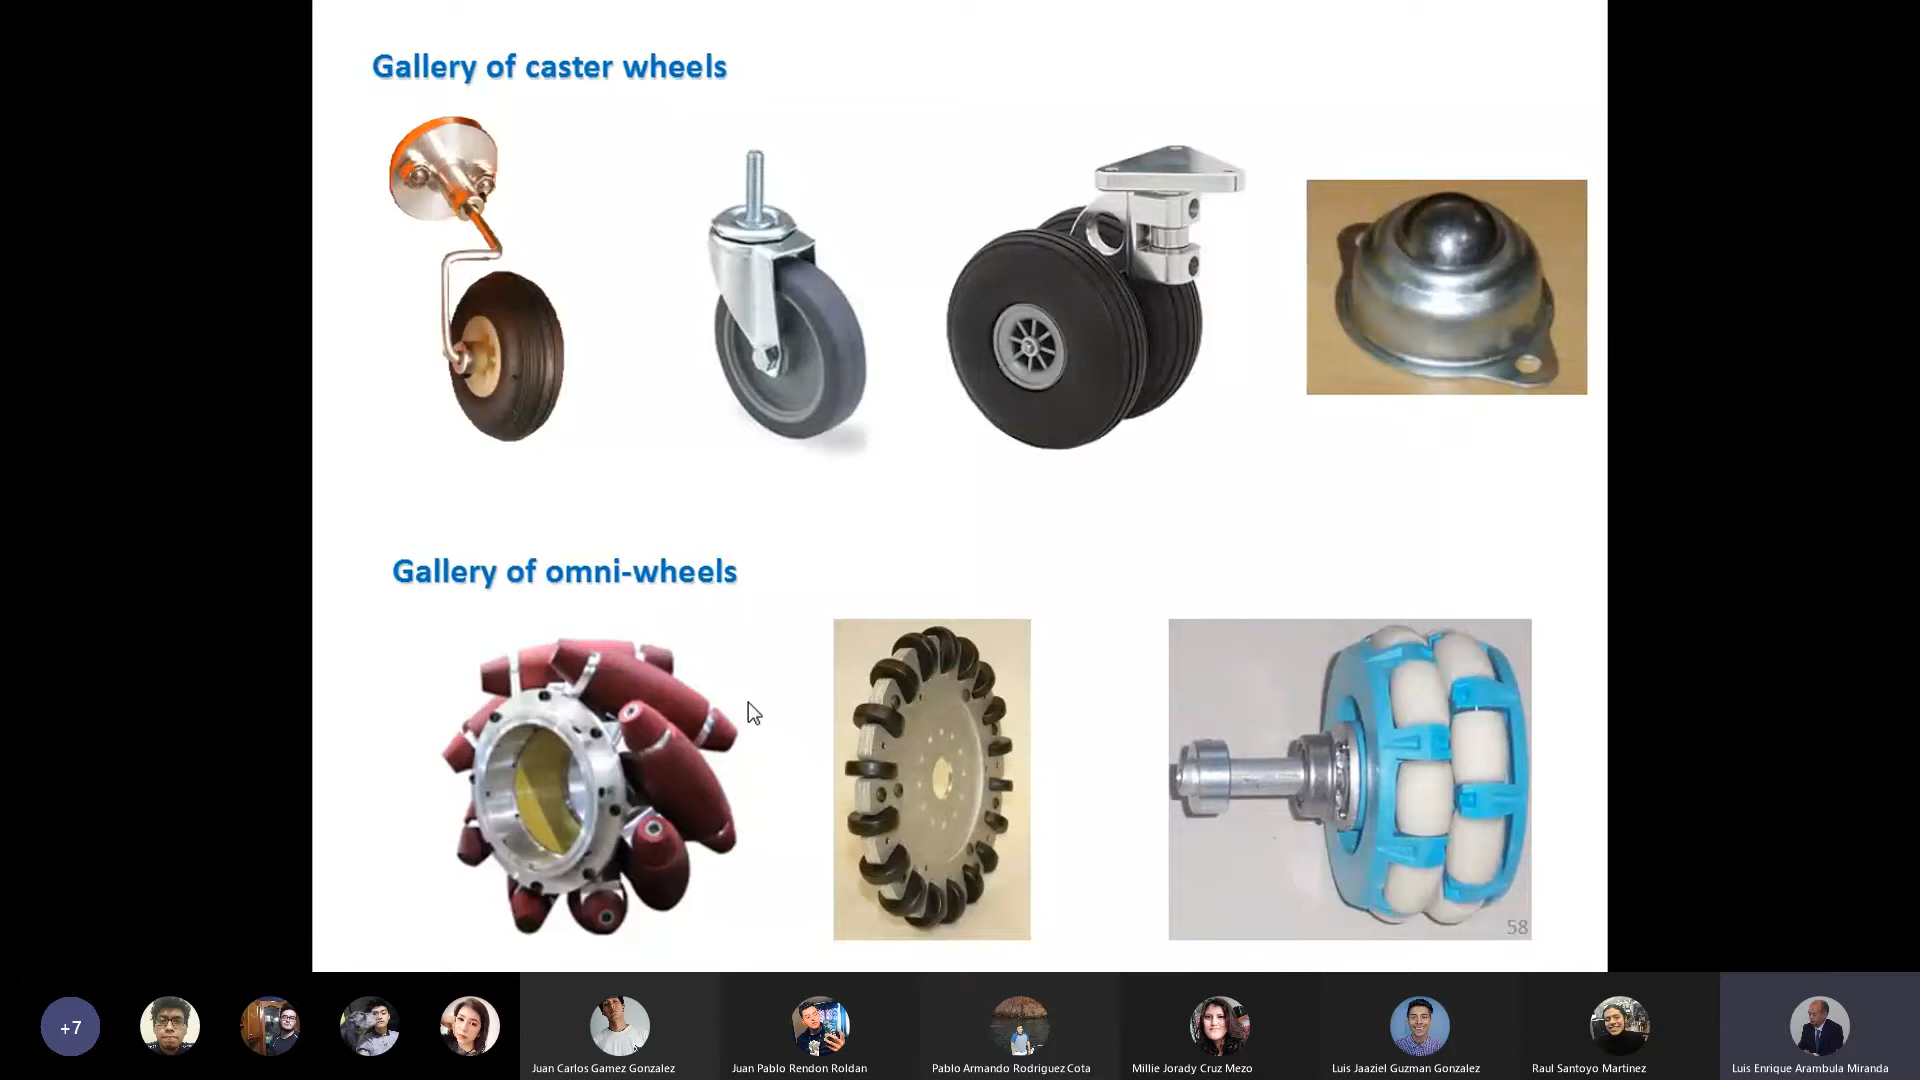 Gallery of caster wheels
Gallery of omni-wheels
58
+7
Juan Carlos Gamez Gonzalez
Juan Pablo Rendon Roldan
Pablo Armando Rodriguez Cota
Millie Jorady Cruz Mezo
Luis Jaaziel Guzman Gonzalez
Raul Santoyo Martinez
Luis Enrique Arambula Miranda